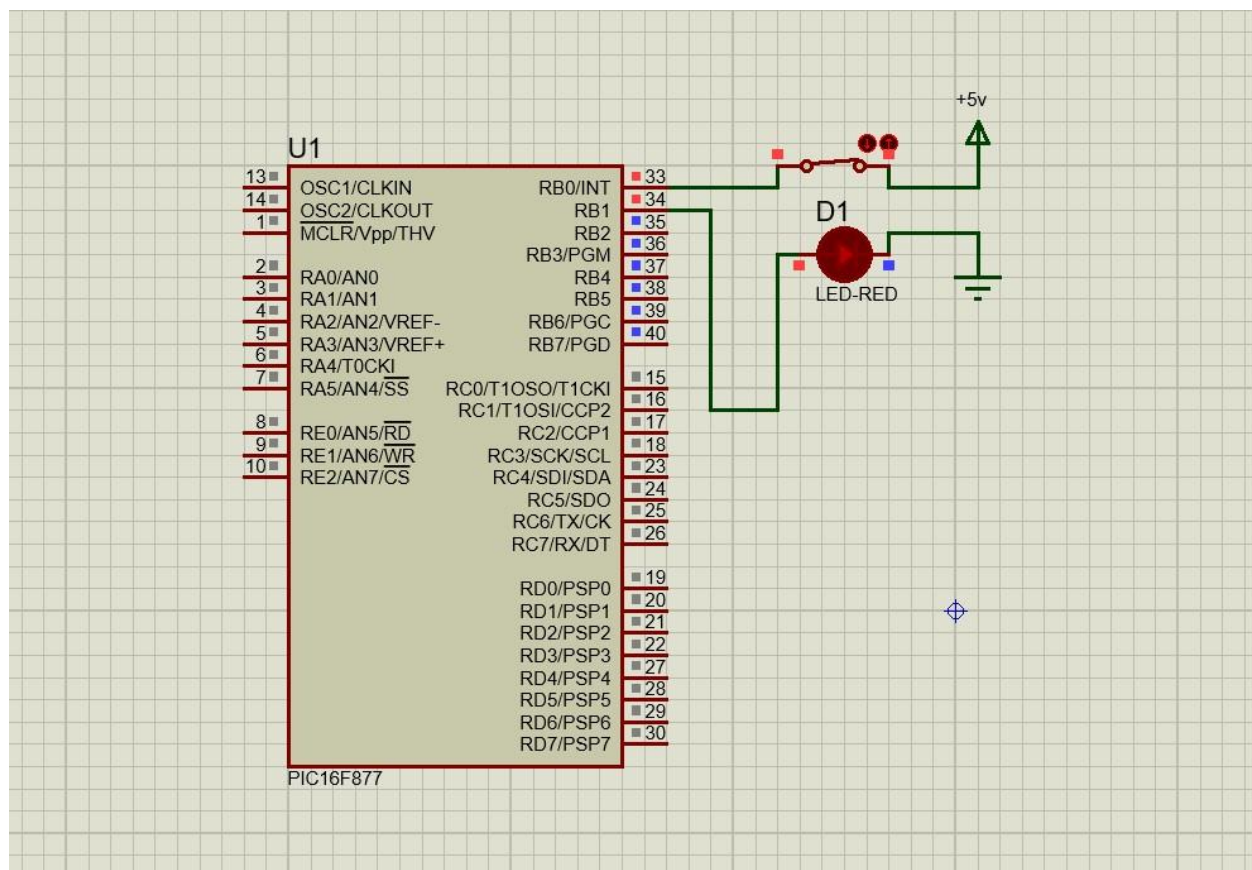 +5v
U1
13 OSC1/CLKIN RB0/INT 33
14 OSC2/CLKOUT RB1 34
1 MCLR/Vpp/THV RB2 35
RB3/PGM 36
2 RA0/AN0 RB4 37
3 RA1/AN1 RB5 38
4 RA2/AN2/VREF- RB6/PGC 39
5 RA3/AN3/VREF+ RB7/PGD 40
6 RA4/T0CKI
7 RA5/AN4/SS RC0/T1OSO/T1CKI 15
RC1/T1OSI/CCP2 16
8 RE0/AN5/RD RC2/CCP1 17
9 RE1/AN6/WR RC3/SCK/SCL 18
10 RE2/AN7/CS RC4/SDI/SDA 23
RC5/SDO 24
RC6/TX/CK 25
RC7/RX/DT 26
RD0/PSP0 19
RD1/PSP1 20
RD2/PSP2 21
RD3/PSP3 22
RD4/PSP4 27
RD5/PSP5 28
RD6/PSP6 29
RD7/PSP7 30
PIC16F877
D1
LED-RED